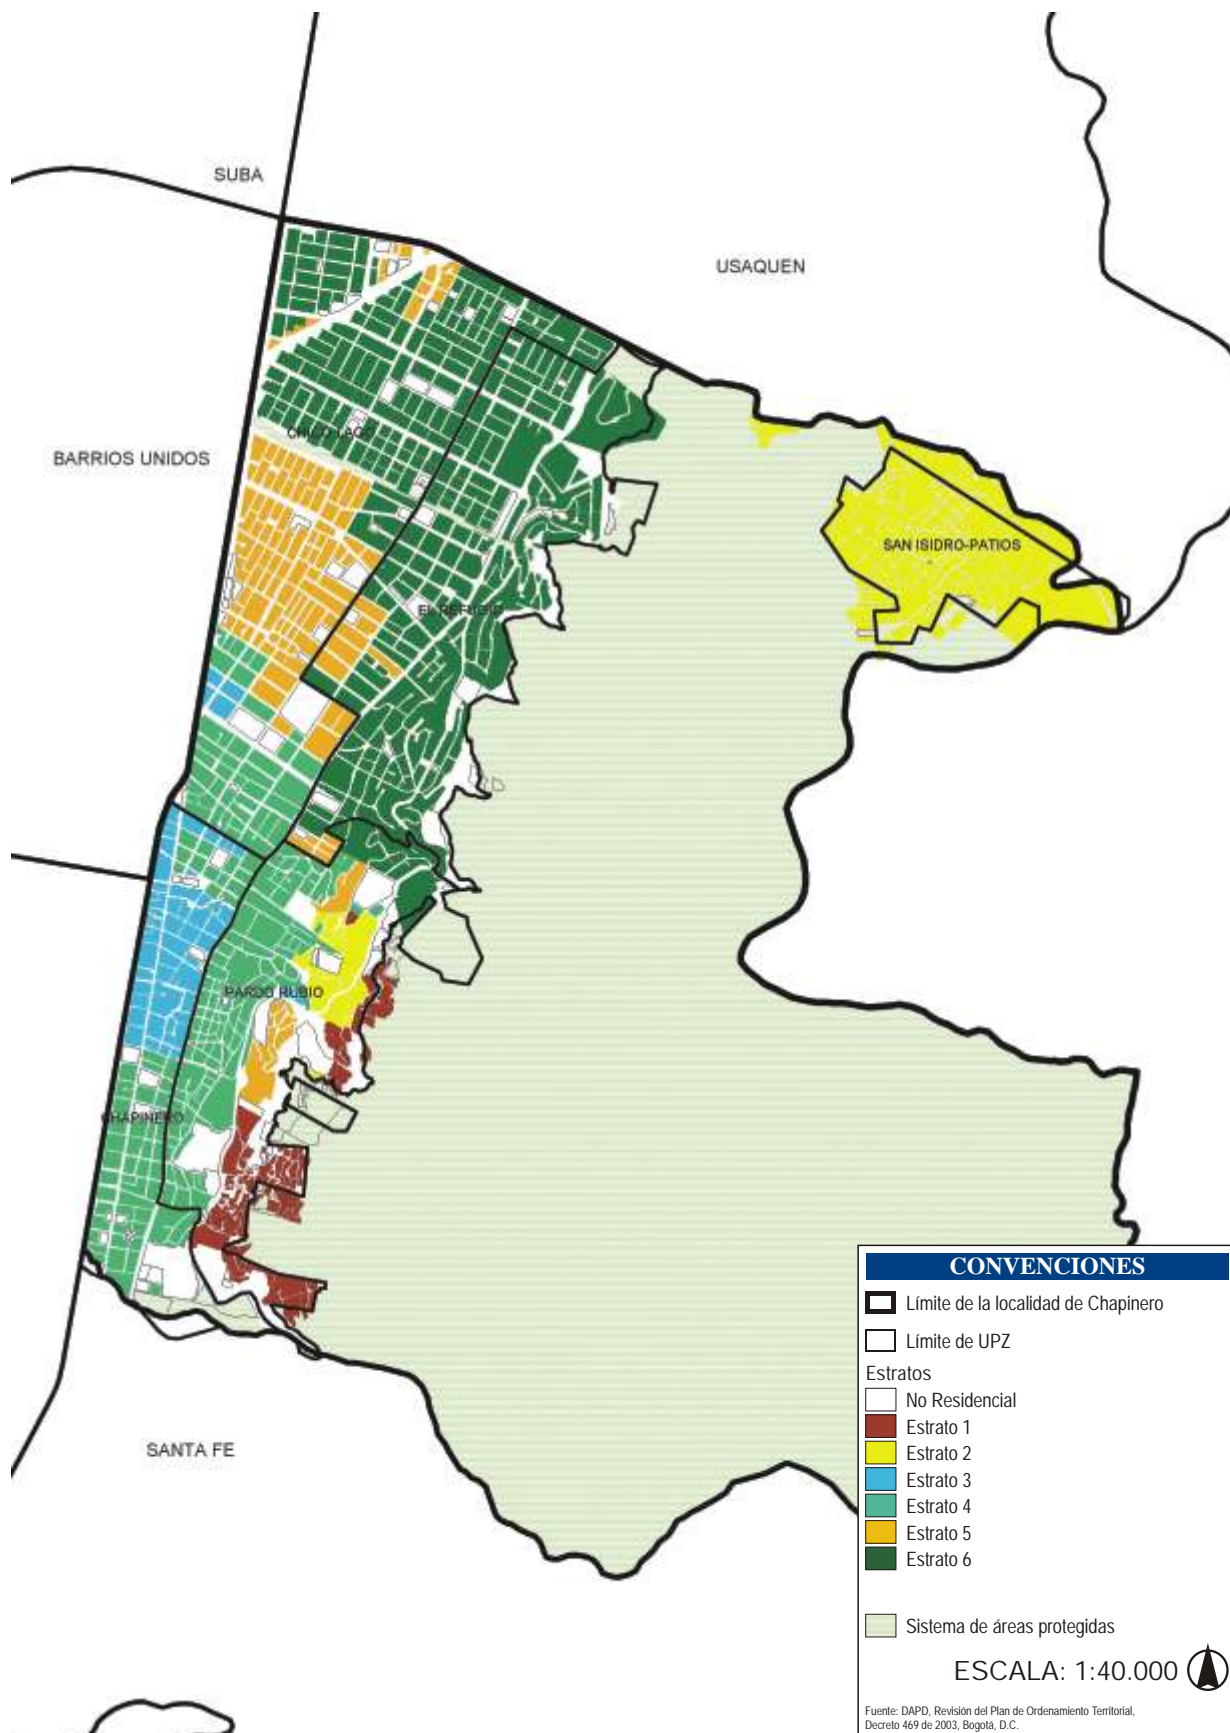 SUBA
USAQUEN
CHICO LAGO
BARRIOS UNIDOS
SAN ISIDRO-PATIOS
EL REFUGIO
PARDO RUBIO
CHAPINERO
SANTA FE
CONVENCIONES
Límite de la localidad de Chapinero
Límite de UPZ
Estratos
No Residencial
Estrato 1
Estrato 2
Estrato 3
Estrato 4
Estrato 5
Estrato 6
Sistema de áreas protegidas
ESCALA: 1:40.000
Fuente: DAPD, Revisión del Plan de Ordenamiento Territorial,
Decreto 469 de 2003, Bogotá, D.C.